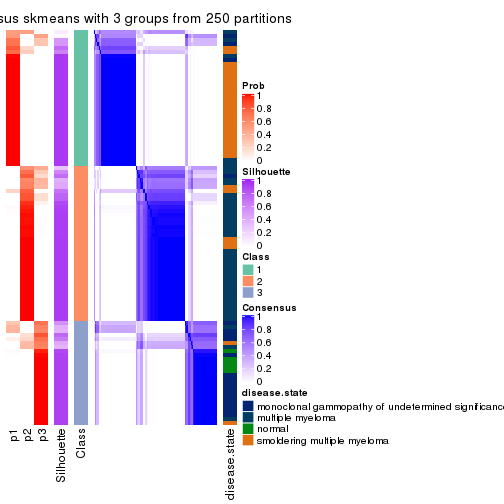 sus skmeans with 3 groups from 250 partitions
Prob
1
0.8
0.6
0.4
0.2
0
Silhouette
1
0.8
0.6
0.4
0.2
0
Class
1
2
3
Consensus
1
0.8
0.6
0.4
0.2
0
disease.state
monoclonal gammopathy of undetermined significance
multiple myeloma
normal
smoldering multiple myeloma
p1
p2
p3
Silhouette
Class
disease.state